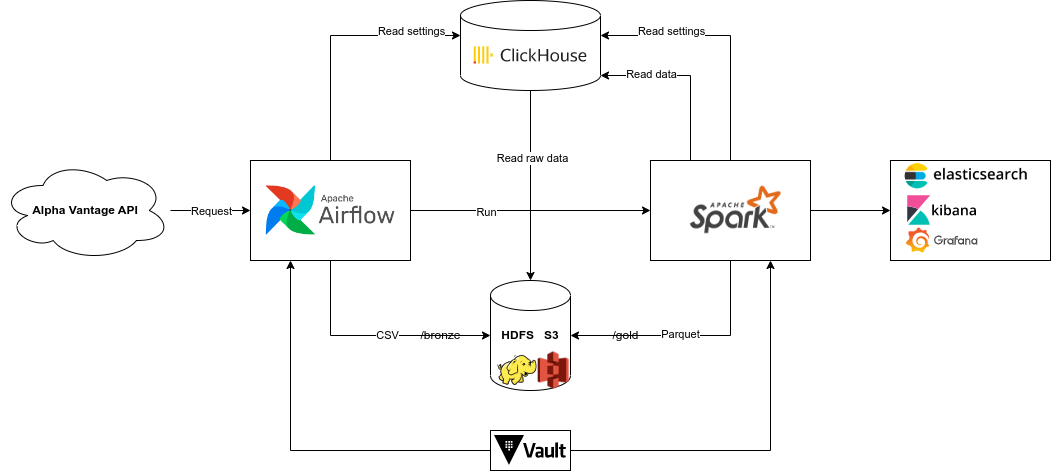 Read settings
ClickHouse
Read settings
Read data
Read raw data
Alpha Vantage API
Request
Apache
Airflow
Run
APACHE
Spark™
elasticsearch
kibana
Grafana
CSV
/bronze
HDFS
S3
/gold
Parquet
Vault